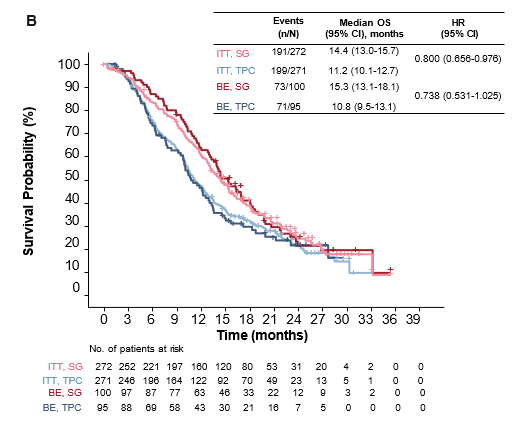 B
Events (n/N) Median OS (95% CI), months HR (95% CI)
ITT, SG 191/272 14.4 (13.0-15.7) 0.800 (0.656-0.976)
ITT, TPC 199/271 11.2 (10.1-12.7)
BE, SG 73/100 15.3 (13.1-18.1) 0.738 (0.531-1.025)
BE, TPC 71/95 10.8 (9.5-13.1)
Survival Probability (%)
100
90
80
70
60
50
40
30
20
10
0
0 3 6 9 12 15 18 21 24 27 30 33 36 39
Time (months)
No. of patients at risk
ITT, SG 272 252 221 197 160 120 80 53 31 20 4 2 0 0
ITT, TPC 271 246 196 164 122 92 70 49 23 13 5 1 0 0
BE, SG 100 97 87 77 63 46 33 22 12 9 3 2 0 0
BE, TPC 95 88 69 58 43 30 21 16 7 5 0 0 0 0